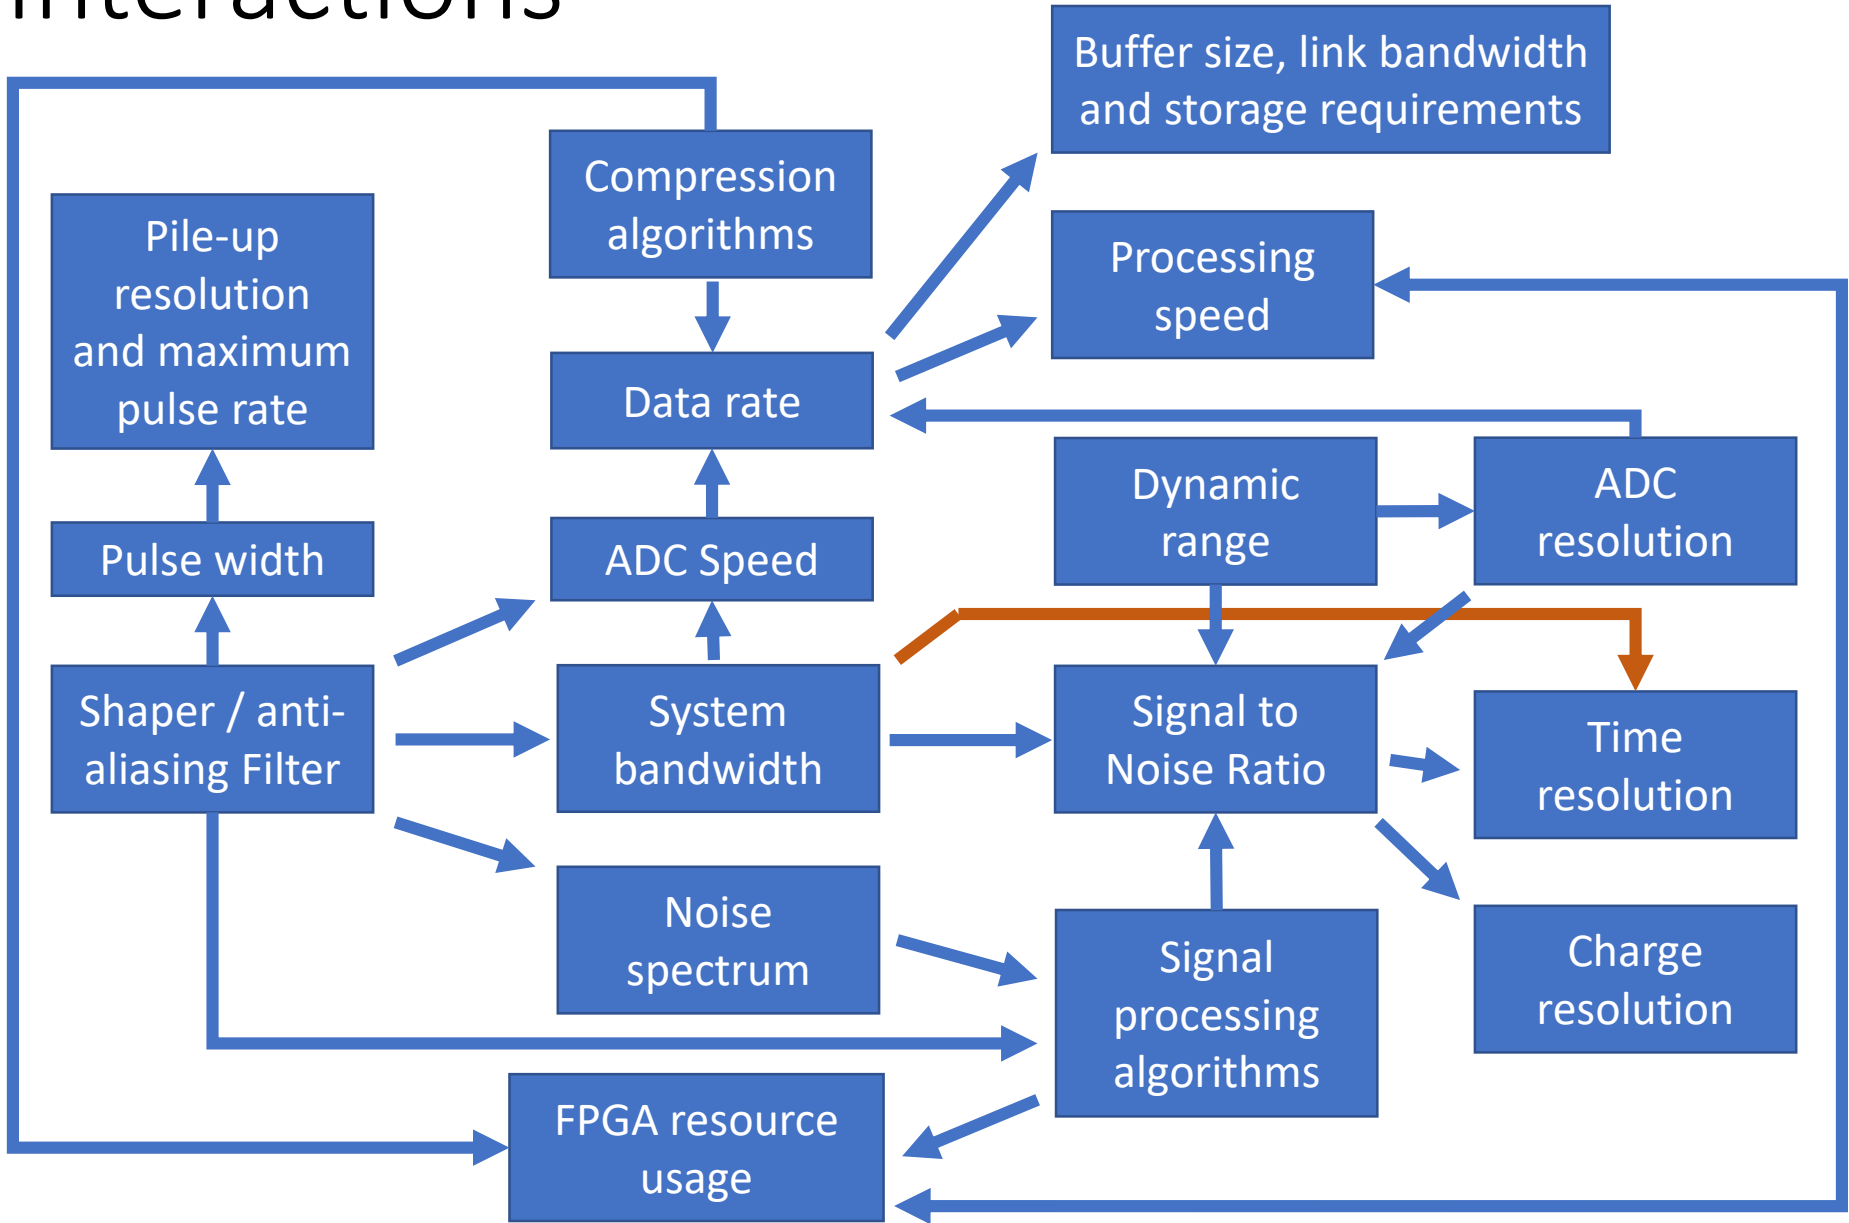 interactions
Buffer size, link bandwidth
and storage requirements
Compression
algorithms
Pile-up
resolution
and maximum
pulse rate
Processing
speed
Data rate
Dynamic
range
ADC
resolution
Pulse width
ADC Speed
Shaper / anti-
aliasing Filter
System
bandwidth
Signal to
Noise Ratio
Time
resolution
Noise
spectrum
Signal
processing
algorithms
Charge
resolution
FPGA resource
usage